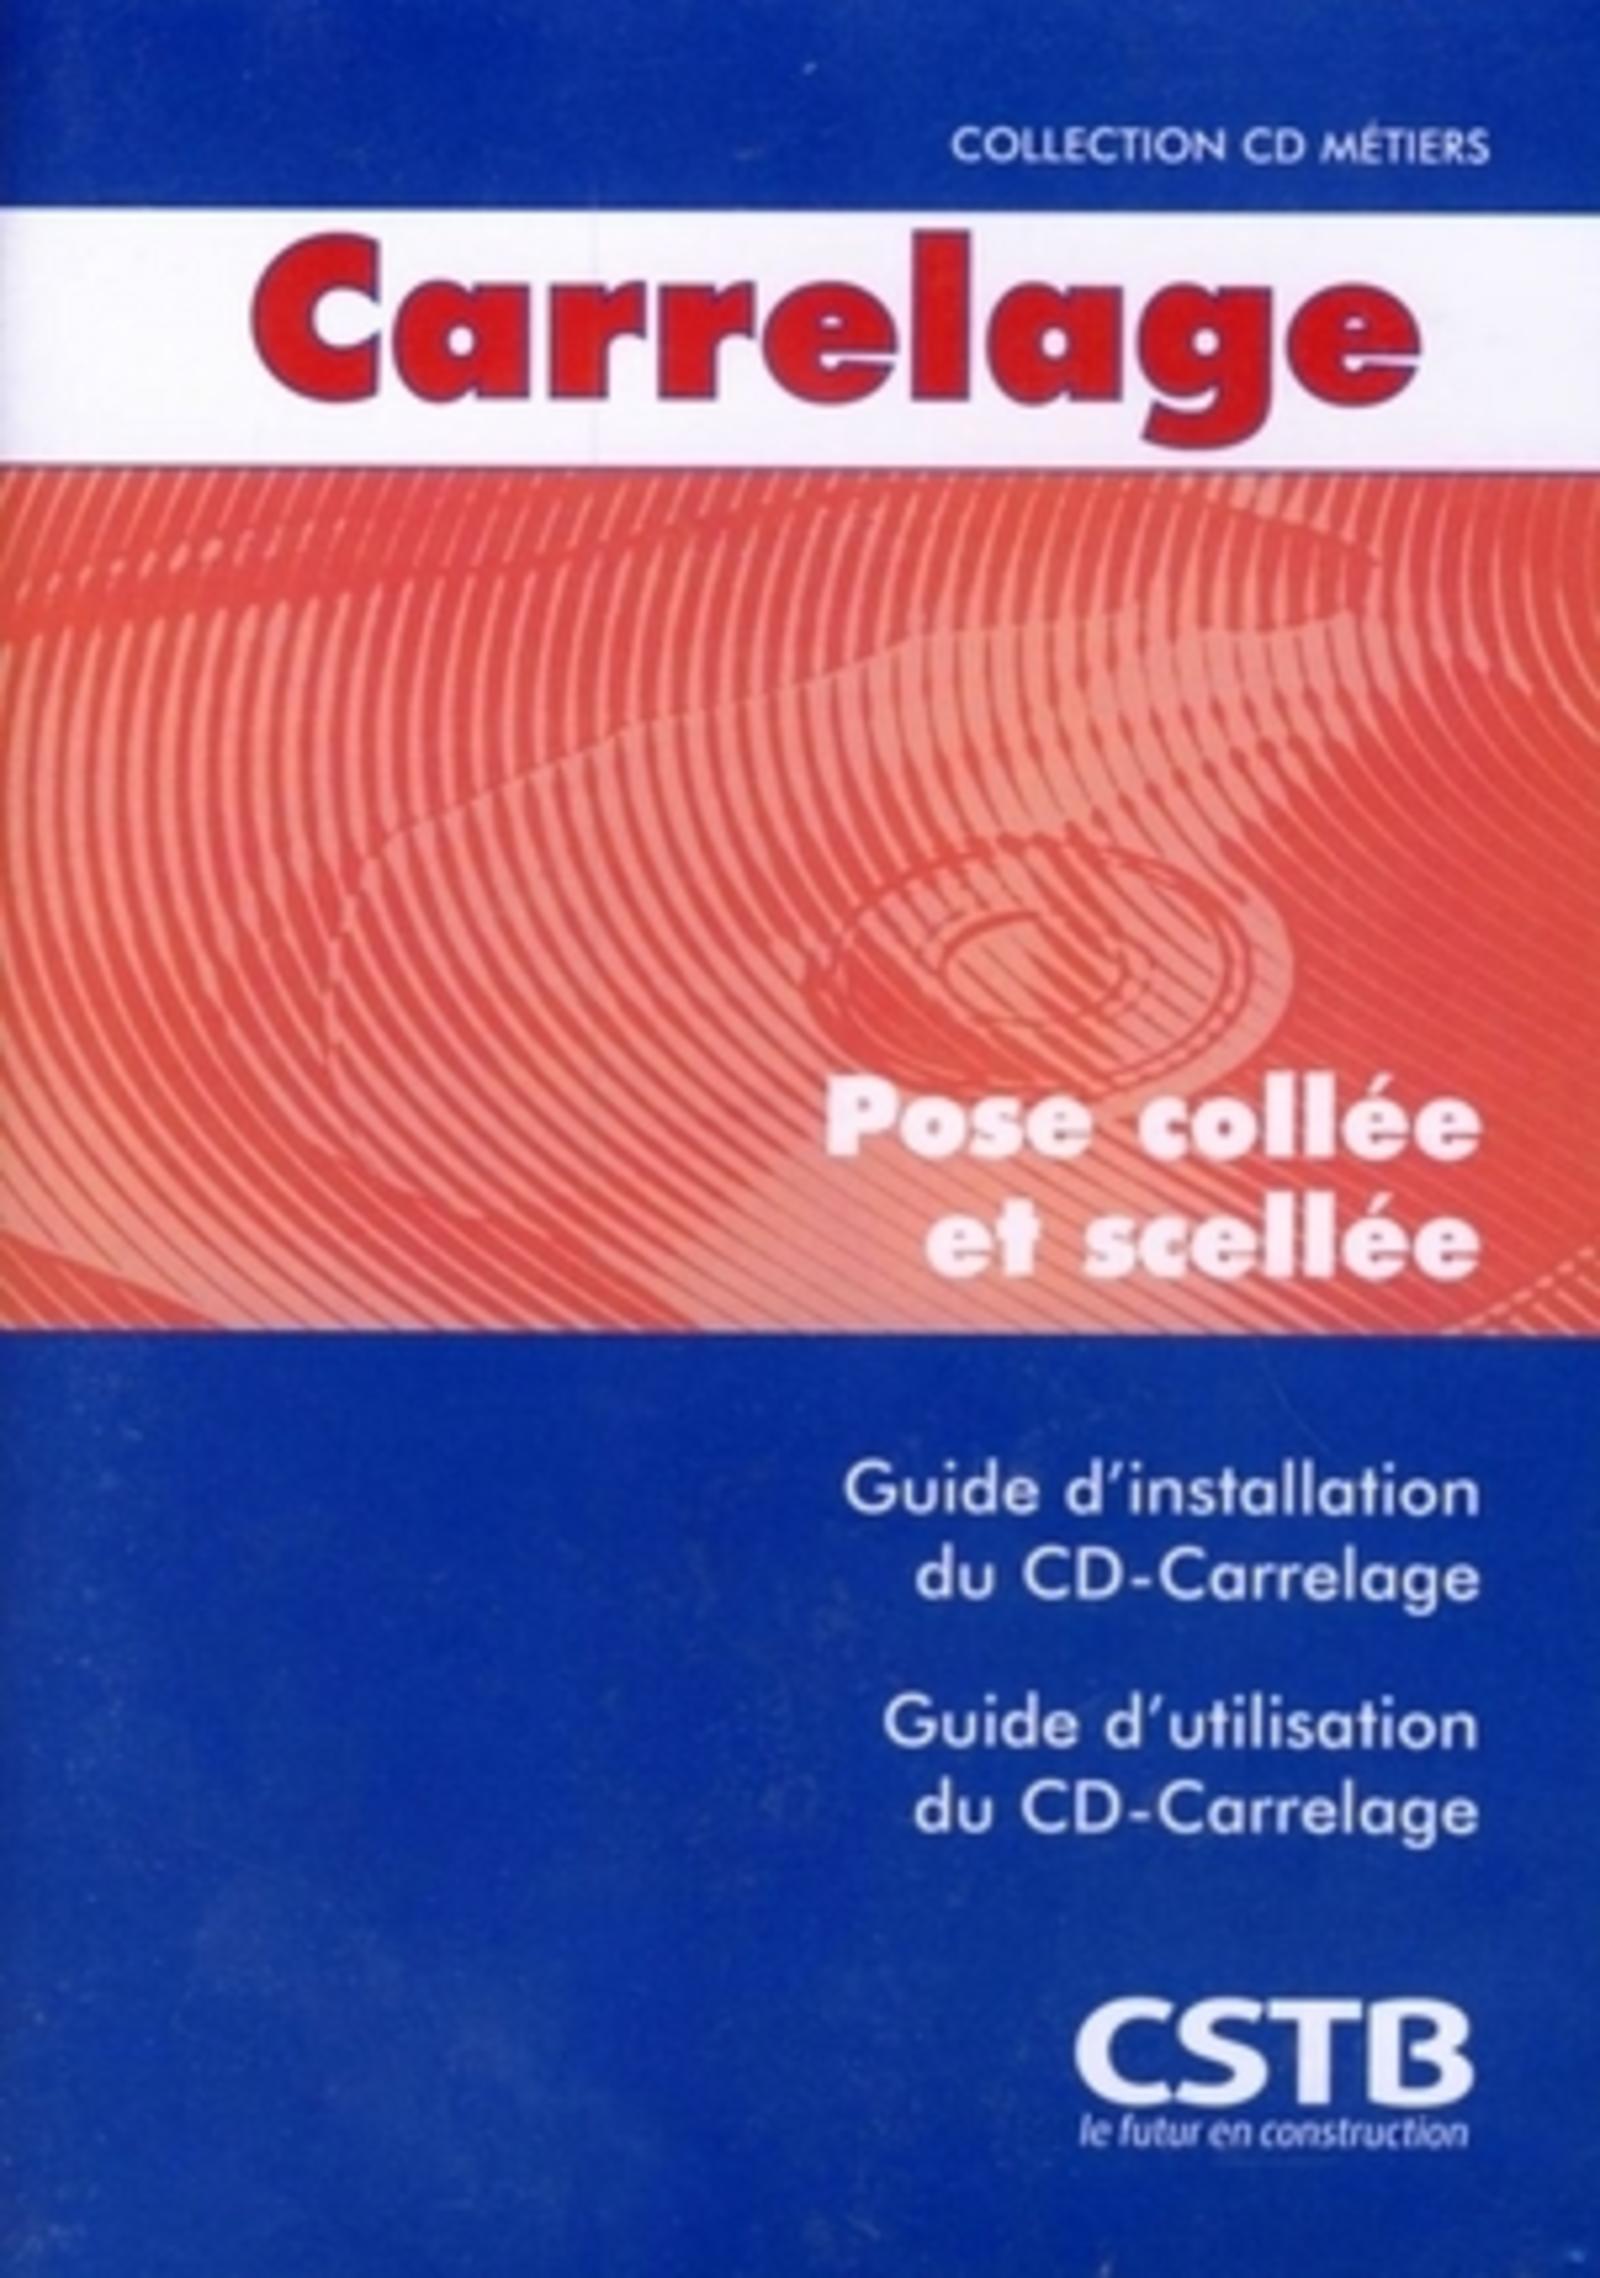 COLLECTION CD MÉTIERS
Carrelage
Pose collée
et scellée
Guide d'installation
du CD-Carrelage
Guide d'utilisation
du CD-Carrelage
CSTB
le futur en construction